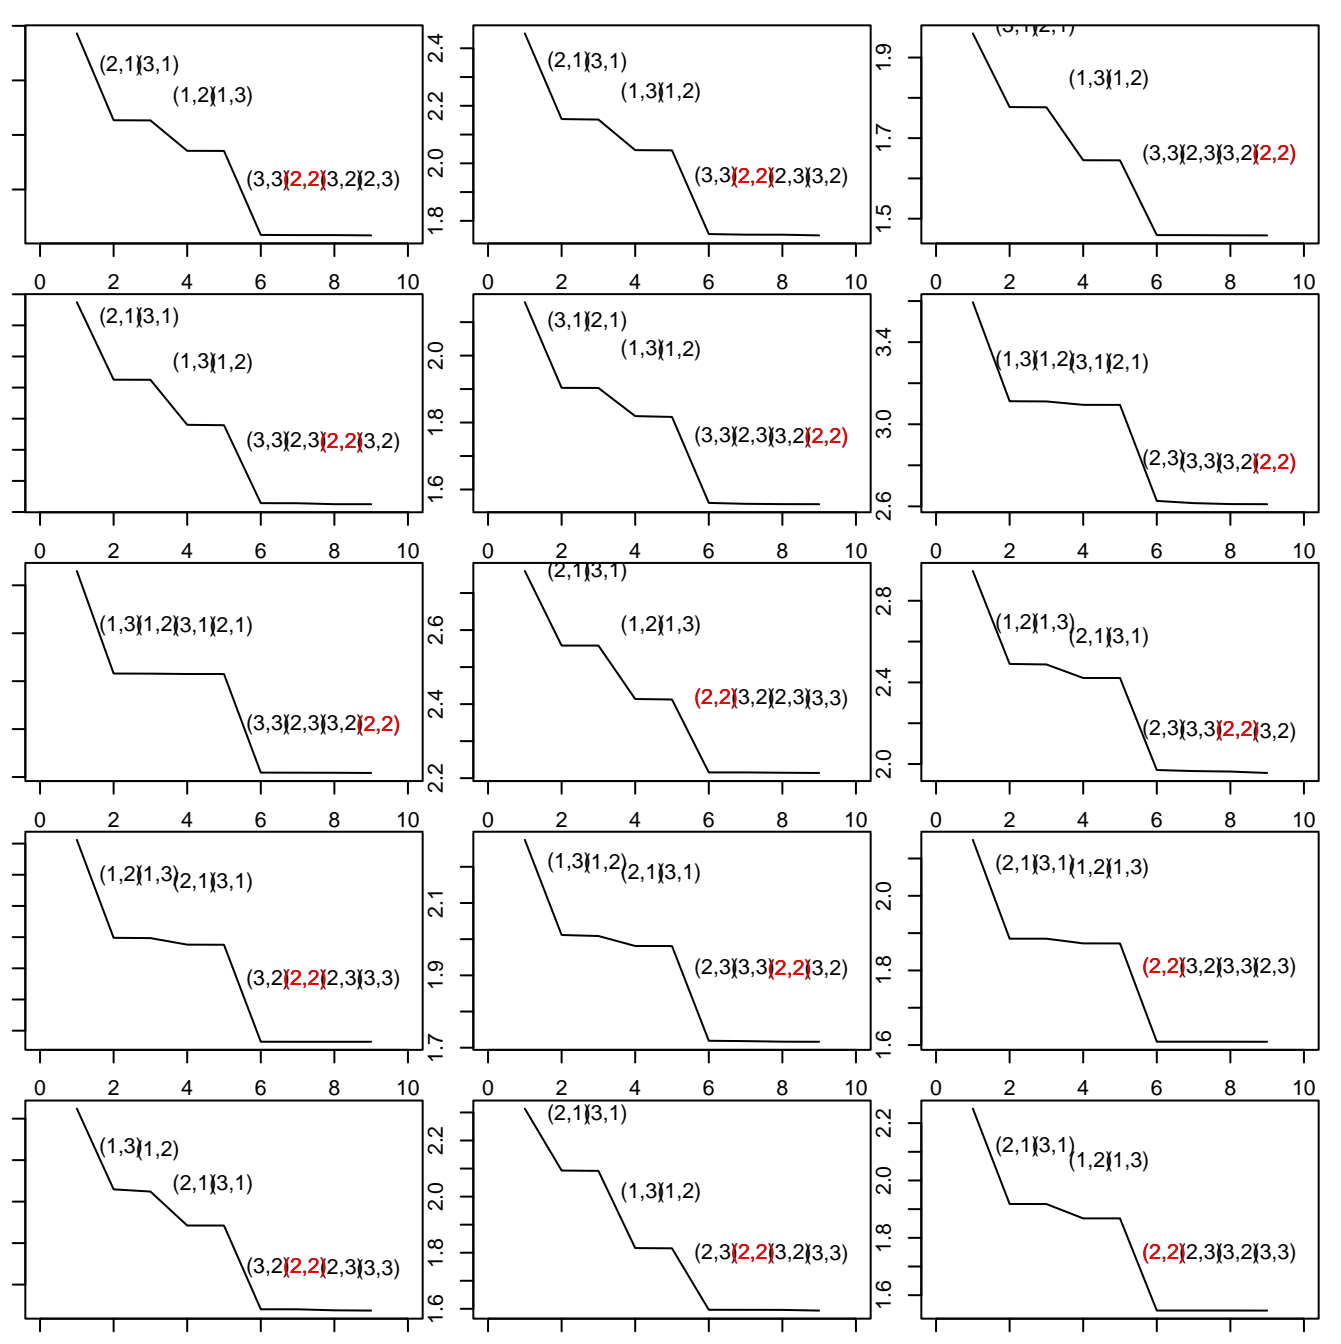 (3,1)(2,1)
2.4 (2,1)(3,1) (2,1)(3,1) 1.9
(1,2)(1,3) (1,3)(1,2) (1,3)(1,2)
2.2
1.7
2.0 (3,3)(2,2)(3,2)(2,3) (3,3)(2,2)(2,3)(3,2) (3,3)(2,3)(3,2)(2,2)
1.8 1.5
0 2 4 6 8 10 0 2 4 6 8 10 0 2 4 6 8 10
(2,1)(3,1) (3,1)(2,1)
2.0 3.4
(1,3)(1,2) (1,3)(1,2) (1,3)(1,2)(3,1)(2,1)
1.8 3.0
(3,3)(2,3)(2,2)(3,2) (3,3)(2,3)(3,2)(2,2) (2,3)(3,3)(3,2)(2,2)
1.6 2.6
0 2 4 6 8 10 0 2 4 6 8 10 0 2 4 6 8 10
(2,1)(3,1)
2.8
(1,3)(1,2)(3,1)(2,1) 2.6 (1,2)(1,3) (1,2)(1,3)(2,1)(3,1)
2.4 2.4
(3,3)(2,3)(3,2)(2,2) (2,2)(3,2)(2,3)(3,3) (2,3)(3,3)(2,2)(3,2)
2.2 2.0
0 2 4 6 8 10 0 2 4 6 8 10 0 2 4 6 8 10
(1,2)(1,3)(2,1)(3,1) (1,3)(1,2)(2,1)(3,1) (2,1)(3,1)(1,2)(1,3)
2.1 2.0
1.9 1.8
(3,2)(2,2)(2,3)(3,3) (2,3)(3,3)(2,2)(3,2) (2,2)(3,2)(3,3)(2,3)
1.7 1.6
0 2 4 6 8 10 0 2 4 6 8 10 0 2 4 6 8 10
(2,1)(3,1)
2.2 2.2
(1,3)(1,2) (2,1)(3,1)
(2,1)(3,1) (1,3)(1,2) (1,2)(1,3)
2.0 2.0
1.8 1.8
(3,2)(2,2)(2,3)(3,3) (2,3)(2,2)(3,2)(3,3) (2,2)(2,3)(3,2)(3,3)
1.6 1.6